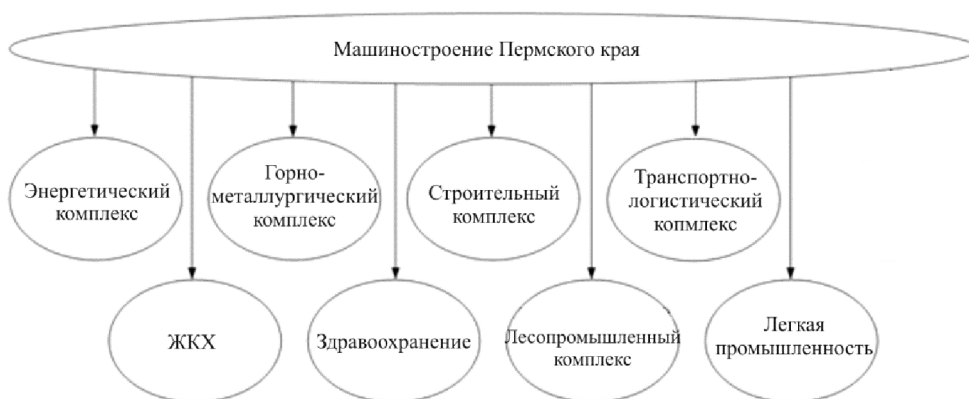 Машиностроение Пермского края
Энергетический
комплекс
Горно-
металлургический
комплекс
Строительный
комплекс
Транспортно-
логистический
копмлекс
ЖКХ
Здравоохранение
Лесопромышленный
комплекс
Легкая
промышленность